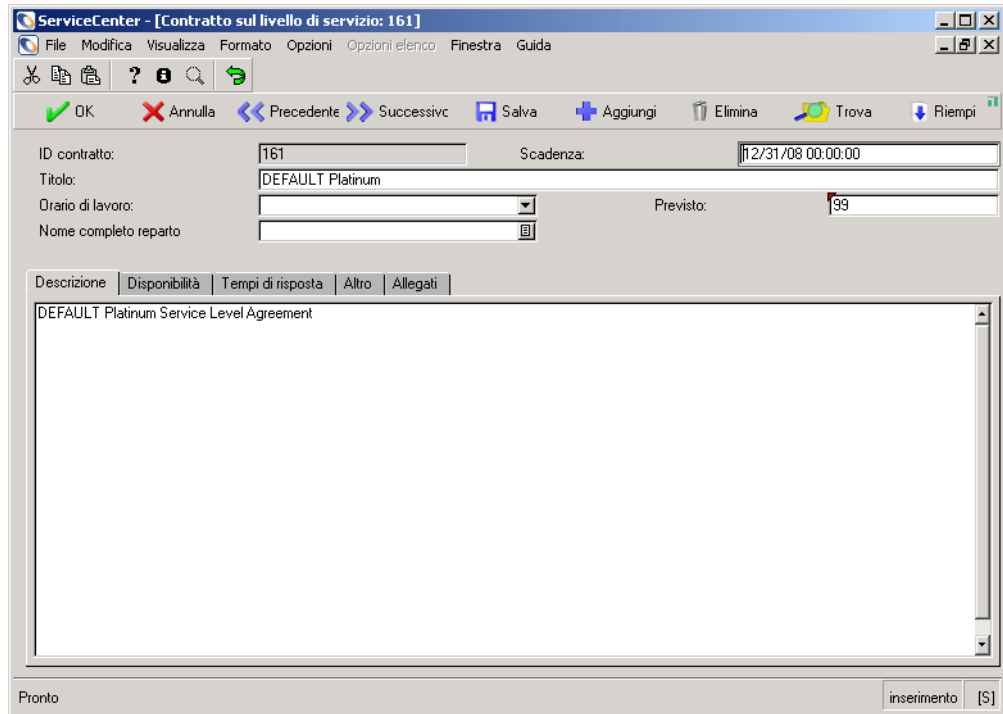 ServiceCenter - [Contratto sul livello di servizio: 161]
File Modifica Visualizza Formato Opzioni Opzioni elenco Finestra Guida
OK Annulla Precedente Successivo Salva Aggiungi Elimina Trova Riempi
ID contratto: 161 Scadenza: 12/31/08 00:00:00
Titolo: DEFAULT Platinum
Orario di lavoro: Previsto: 99
Nome completo reparto
Descrizione Disponibilità Tempi di risposta Altro Allegati
DEFAULT Platinum Service Level Agreement
Pronto inserimento [S]